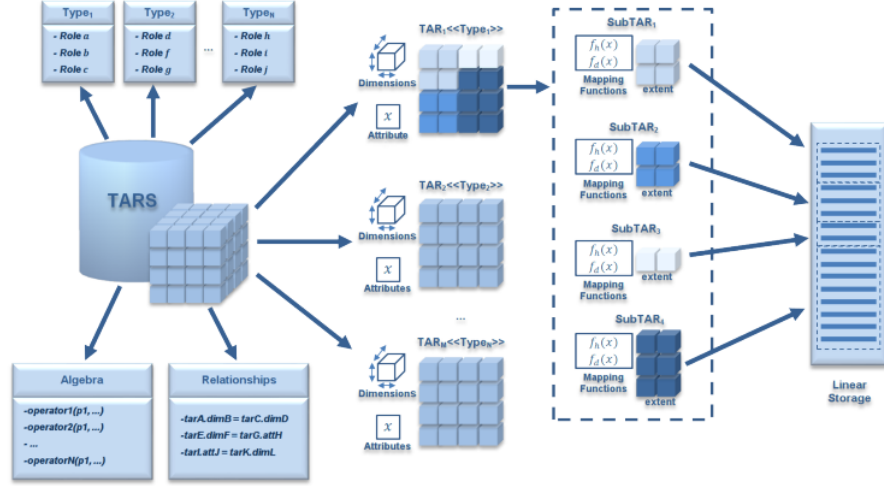 Type₁
- Role a
- Role b
- Role c
Type₂
- Role d
- Role f
- Role g
...
Typeₙ
- Role h
- Role i
- Role j
TARS
Algebra
-operator1(p1, ...)
-operator2(p1, ...)
- ...
-operatorN(p1, ...)
Relationships
-tarA.dimB = tarC.dimD
-tarE.dimF = tarG.attH
-tarI.attJ = tarK.dimL
TAR₁<<Type₁>>
Dimensions
x
Attribute
TAR₂<<Type₂>>
Dimensions
x
Attributes
...
TARₘ<<Typeₙ>>
Dimensions
x
Attributes
SubTAR₁
fₕ(x)
f_d(x)
Mapping
Functions
extent
SubTAR₂
fₕ(x)
f_d(x)
Mapping
Functions
extent
SubTAR₃
fₕ(x)
f_d(x)
Mapping
Functions
extent
SubTAR₄
fₕ(x)
f_d(x)
Mapping
Functions
extent
Linear
Storage